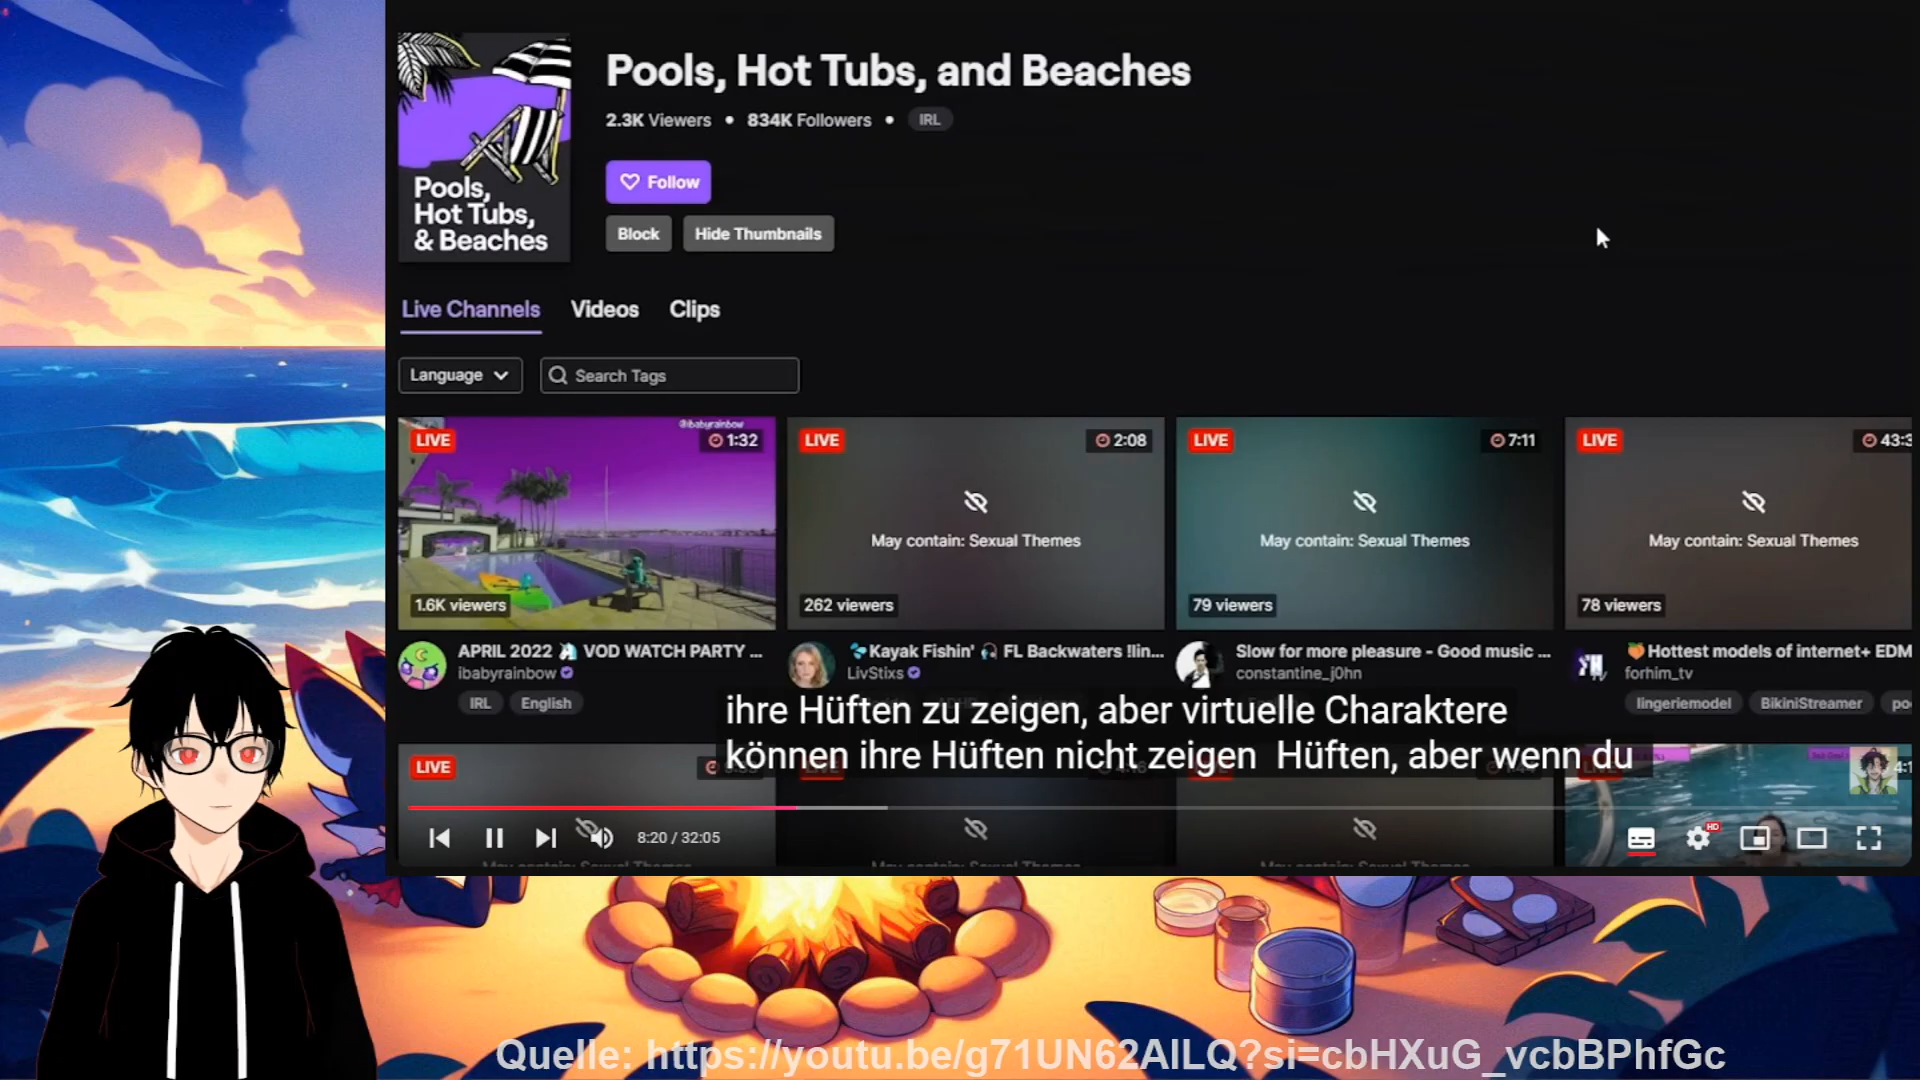 Pools, Hot Tubs, and Beaches
2.3K Viewers • 834K Followers • IRL
Follow
Block
Hide Thumbnails
Pools,
Hot Tubs,
& Beaches
Live Channels
Videos
Clips
Language
Search Tags
@ibabyrainbow
LIVE
1:32
1.6K viewers
LIVE
2:08
May contain: Sexual Themes
262 viewers
LIVE
7:11
May contain: Sexual Themes
79 viewers
LIVE
43:3
May contain: Sexual Themes
78 viewers
APRIL 2022 VOD WATCH PARTY ...
ibabyrainbow
IRL
English
Kayak Fishin' FL Backwaters !lin...
LivStixs
Slow for more pleasure - Good music ...
constantine_j0hn
Hottest models of internet+ EDM
forhim_tv
lingeriemodel
BikiniStreamer
ihre Hüften zu zeigen, aber virtuelle Charaktere
können ihre Hüften nicht zeigen Hüften, aber wenn du
LIVE
8:20 / 32:05
HD
Quelle: https://youtu.be/g71UN62AILQ?si=cbHXuG_vcbBPhfGc